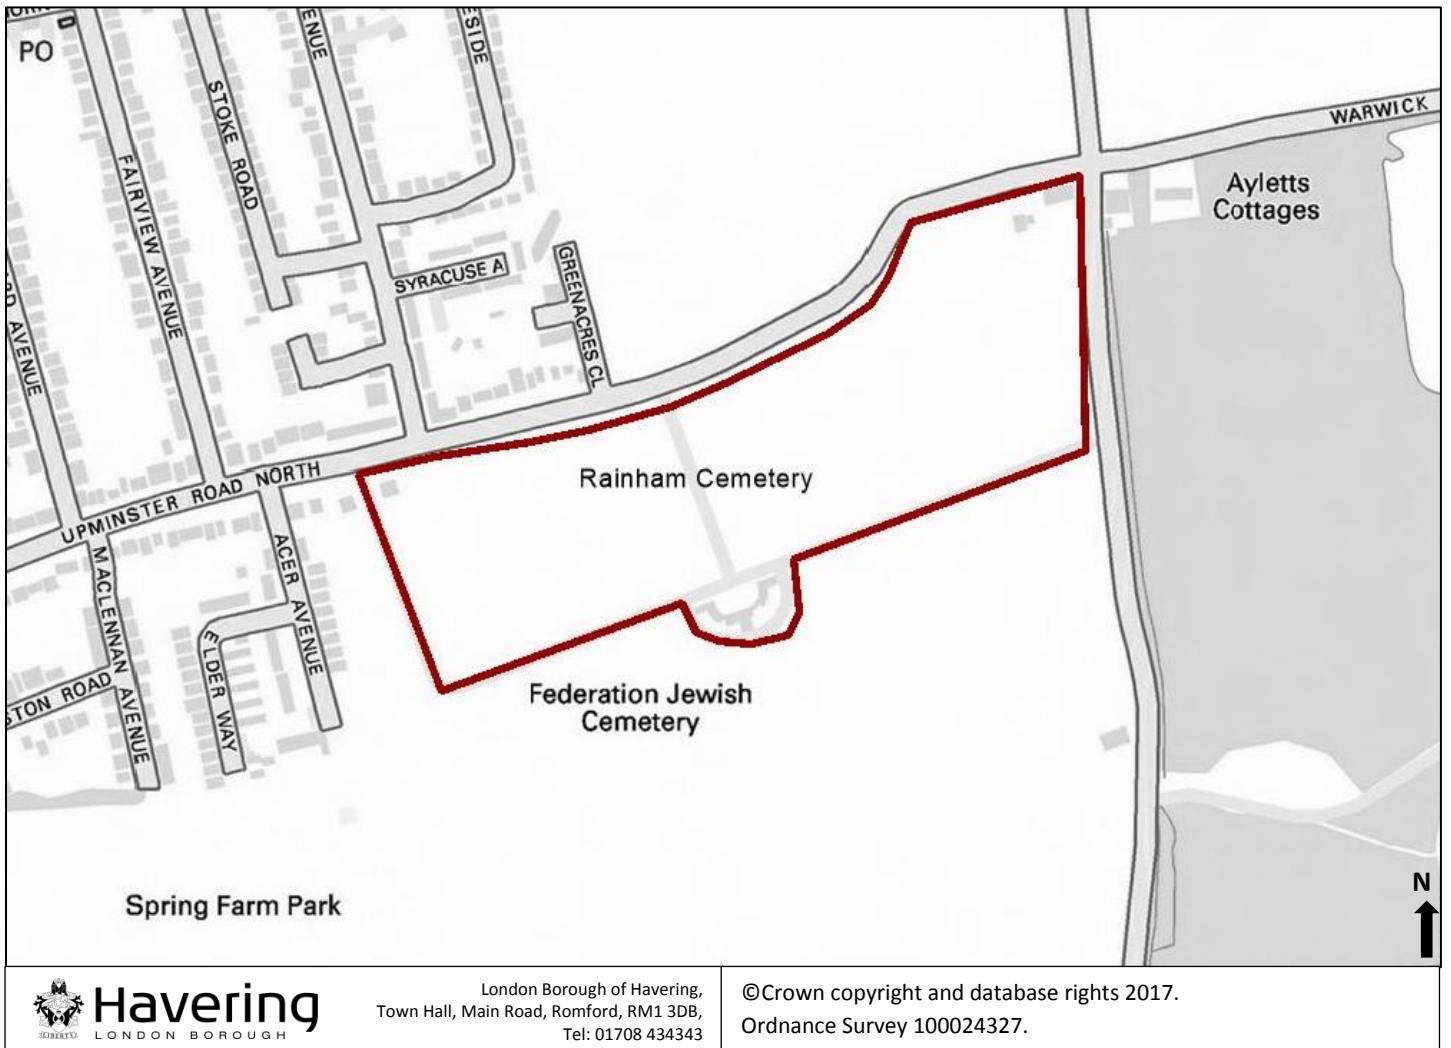 PO
STOKE ROAD
ENUE
ESIDE
WARWICK
FAIRVIEW AVENUE
Ayletts
Cottages
SYRACUSE A
GREENACRES CL
AVENUE
UPMINSTER ROAD NORTH
Rainham Cemetery
MACLENNAN AVENUE
ACER AVENUE
ELDER WAY
STON ROAD
Federation Jewish
Cemetery
Spring Farm Park
N
Havering
LONDON BOROUGH
LIBERTY
London Borough of Havering,
Town Hall, Main Road, Romford, RM1 3DB,
Tel: 01708 434343
©Crown copyright and database rights 2017.
Ordnance Survey 100024327.